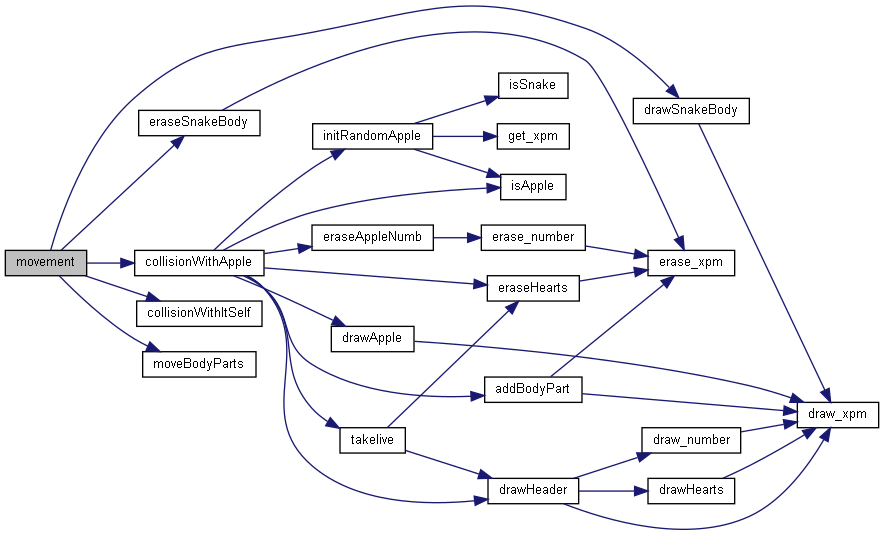 isSnake
drawSnakeBody
eraseSnakeBody
initRandomApple
get_xpm
isApple
eraseAppleNumb
erase_number
movement
collisionWithApple
erase_xpm
eraseHearts
collisionWithItSelf
drawApple
moveBodyParts
addBodyPart
draw_xpm
takelive
draw_number
drawHeader
drawHearts